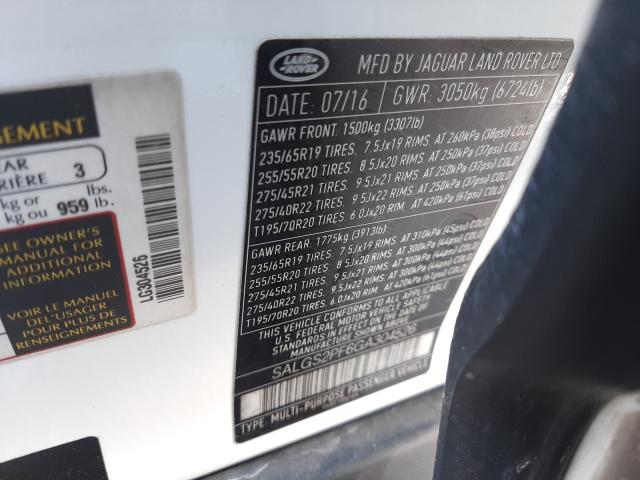 GEMENT
EAR
RIÈRE 3
kg or lbs.
kg ou 959 lb.
SEE OWNER'S
MANUAL FOR
ADDITIONAL
INFORMATION
VOIR LE MANUEL
DE L'USAGER
POUR PLUS DE
RENSEIGNEMENTS
LG304526
LAND
ROVER
MFD BY JAGUAR LAND ROVER LTD
DATE: 07/16 GWR: 3050kg (6724lb)
GAWR FRONT: 1500kg (3307lb)
235/65R19 TIRES. 7.5Jx19 RIMS. AT 260kPa (38psi) COLD
255/55R20 TIRES. 8.5Jx20 RIMS. AT 250kPa (37psi) COLD
275/45R21 TIRES. 9.5Jx21 RIMS. AT 250kPa (37psi) COLD
275/40R22 TIRES. 9.5Jx22 RIMS. AT 250kPa (37psi) COLD
T195/70R20 TIRES. 6.0Jx20 RIM. AT 420kPa (61psi) COLD
GAWR REAR: 1775kg (3913lb)
235/65R19 TIRES. 7.5Jx19 RIMS. AT 310kPa (45psi) COLD
255/55R20 TIRES. 8.5Jx20 RIMS. AT 300kPa (44psi) COLD
275/45R21 TIRES. 9.5Jx21 RIMS. AT 300kPa (44psi) COLD
275/40R22 TIRES. 9.5Jx22 RIMS. AT 300kPa (44psi) COLD
T195/70R20 TIRES. 6.0Jx20 RIM. AT 420kPa (61psi) COLD
THIS VEHICLE CONFORMS TO ALL APPLICABLE
U.S. FEDERAL MOTOR VEHICLE
SALGS2PF6GA304526
TYPE: MULTI-PURPOSE PASSENGER VEHICLE